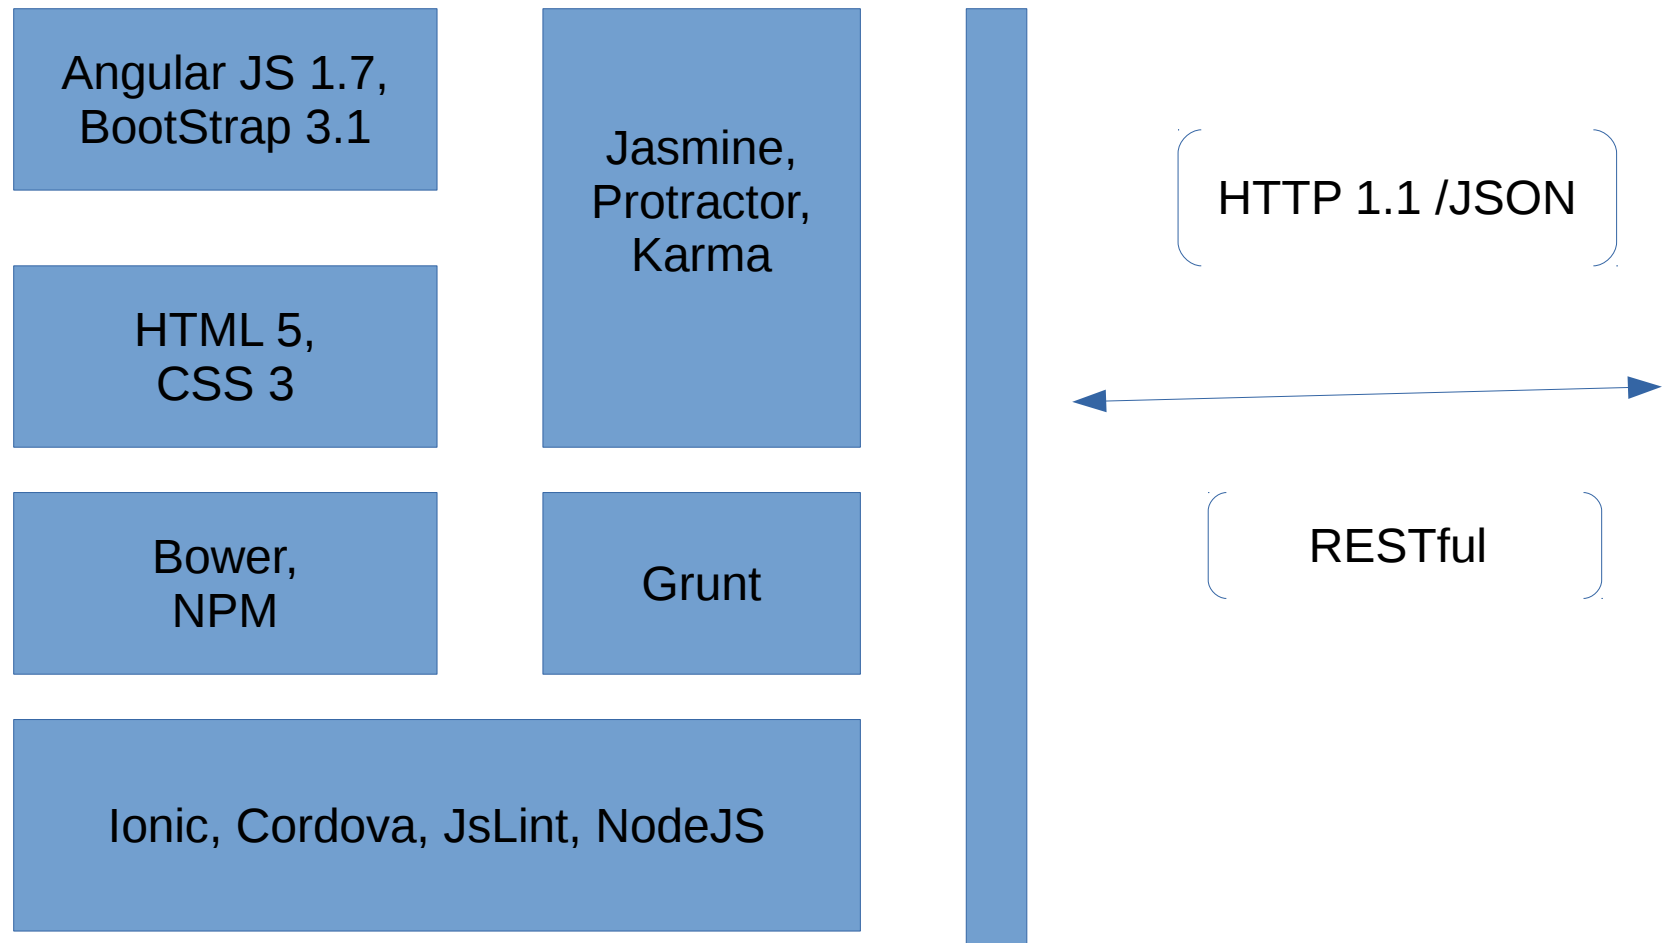 Angular JS 1.7,
BootStrap 3.1
Jasmine,
Protractor,
Karma
HTTP 1.1 /JSON
HTML 5,
CSS 3
Bower,
NPM
Grunt
RESTful
Ionic, Cordova, JsLint, NodeJS